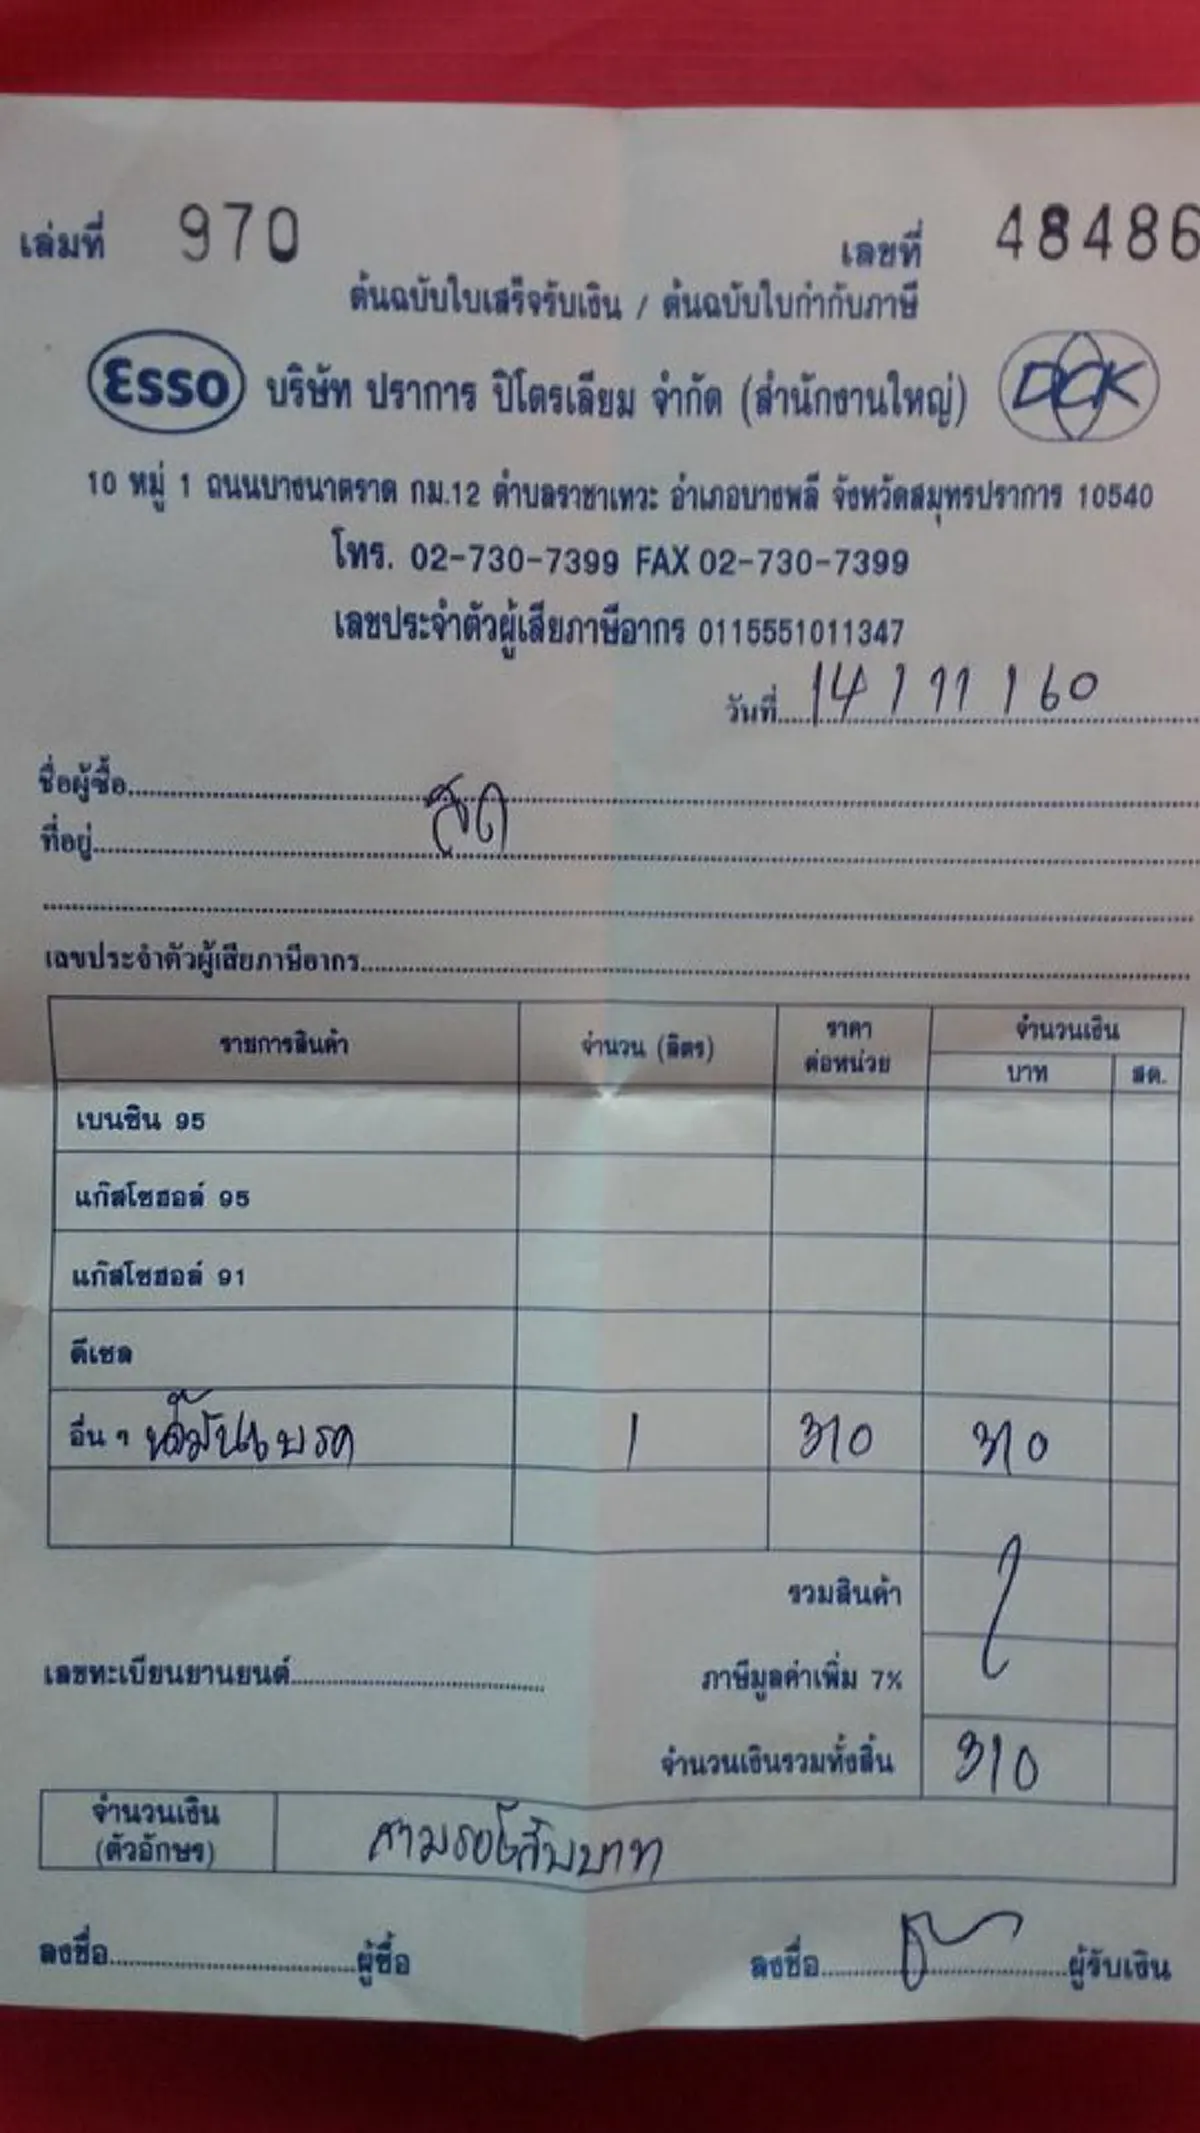 เล่มที่ 970 เลขที่ 48486
ต้นฉบับใบเสร็จรับเงิน / ต้นฉบับใบกำกับภาษี
Esso บริษัท ปราการ ปิโตรเลียม จำกัด (สำนักงานใหญ่) DCK
10 หมู่ 1 ถนนบางนาตราด กม.12 ตำบลราชาเทวะ อำเภอบางพลี จังหวัดสมุทรปราการ 10540
โทร. 02-730-7399 FAX 02-730-7399
เลขประจำตัวผู้เสียภาษีอากร 0115551011347
วันที่ 14 / 11 / 60
ชื่อผู้ซื้อ สด
ที่อยู่
เลขประจำตัวผู้เสียภาษีอากร
รายการสินค้า จำนวน (ลิตร) ราคา ต่อหน่วย จำนวนเงิน
บาท สต.
เบนซิน 95
แก๊สโซฮอล์ 95
แก๊สโซฮอล์ 91
ดีเซล
อื่น ๆ น้ำมันเบรค 1 310 310
รวมสินค้า
เลขทะเบียนยานยนต์ ภาษีมูลค่าเพิ่ม 7%
จำนวนเงินรวมทั้งสิ้น 310
จำนวนเงิน
(ตัวอักษร) สามร้อยสิบบาท
ลงชื่อ ผู้ซื้อ ลงชื่อ ผู้รับเงิน